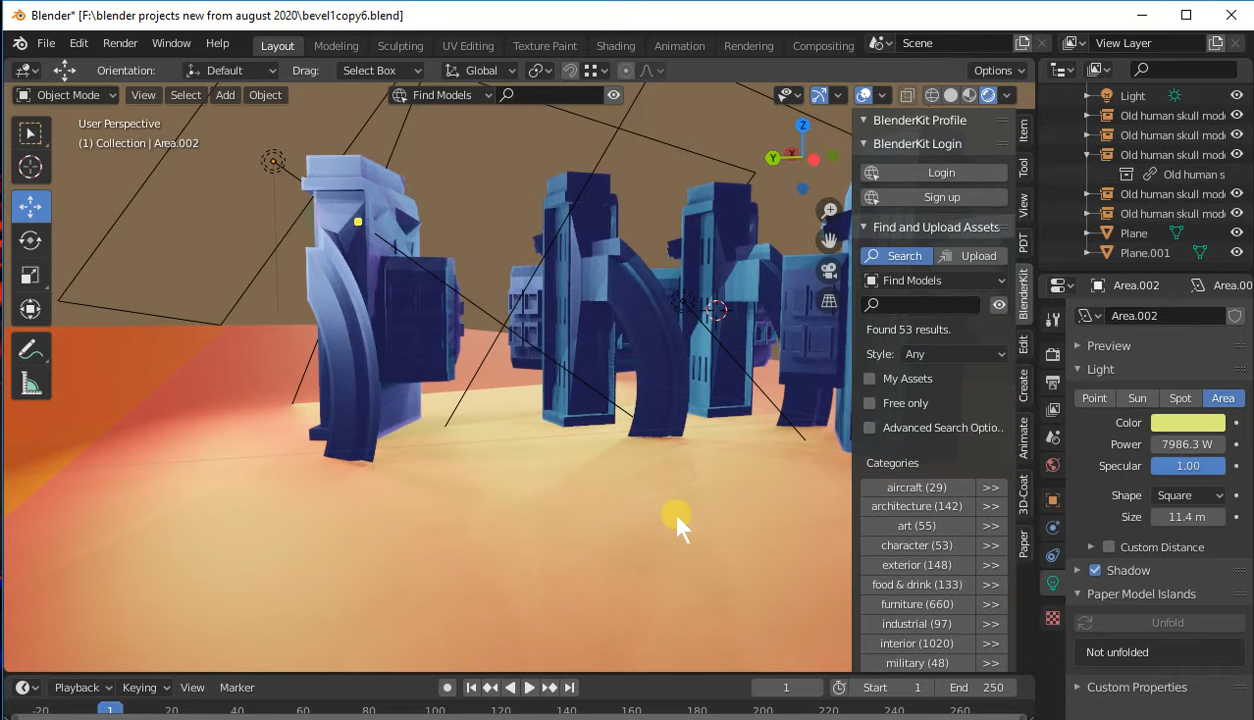 Blender* [F:\blender projects new from august 2020\bevel1copy6.blend]
File Edit Render Window Help Layout Modeling Sculpting UV Editing Texture Paint Shading Animation Rendering Compositing Scene View Layer
Orientation: Default Drag: Select Box Global Options
Object Mode View Select Add Object Find Models
User Perspective
(1) Collection | Area.002
Z
Y
X
BlenderKit Profile
BlenderKit Login
Login
Sign up
Find and Upload Assets
Search Upload
Find Models
Found 53 results.
Style: Any
My Assets
Free only
Advanced Search Optio..
Categories
aircraft (29) >>
architecture (142) >>
art (55) >>
character (53) >>
exterior (148) >>
food & drink (133) >>
furniture (660) >>
industrial (97) >>
interior (1020) >>
military (48) >>
Item
Tool
View
PDT
BlenderKit
Edit
Create
Animate
3D-Coat
Paper
Light
Old human skull mode
Old human skull mode
Old human skull mode
Old human s
Old human skull mode
Old human skull mode
Plane
Plane.001
Area.002 Area.00
Area.002
Preview
Light
Point Sun Spot Area
Color
Power 7986.3 W
Specular 1.00
Shape Square
Size 11.4 m
Custom Distance
Shadow
Paper Model Islands
Unfold
Not unfolded
Custom Properties
Playback Keying View Marker 1 Start 1 End 250
-20 1 20 40 60 80 100 120 140 160 180 200 220 240 260